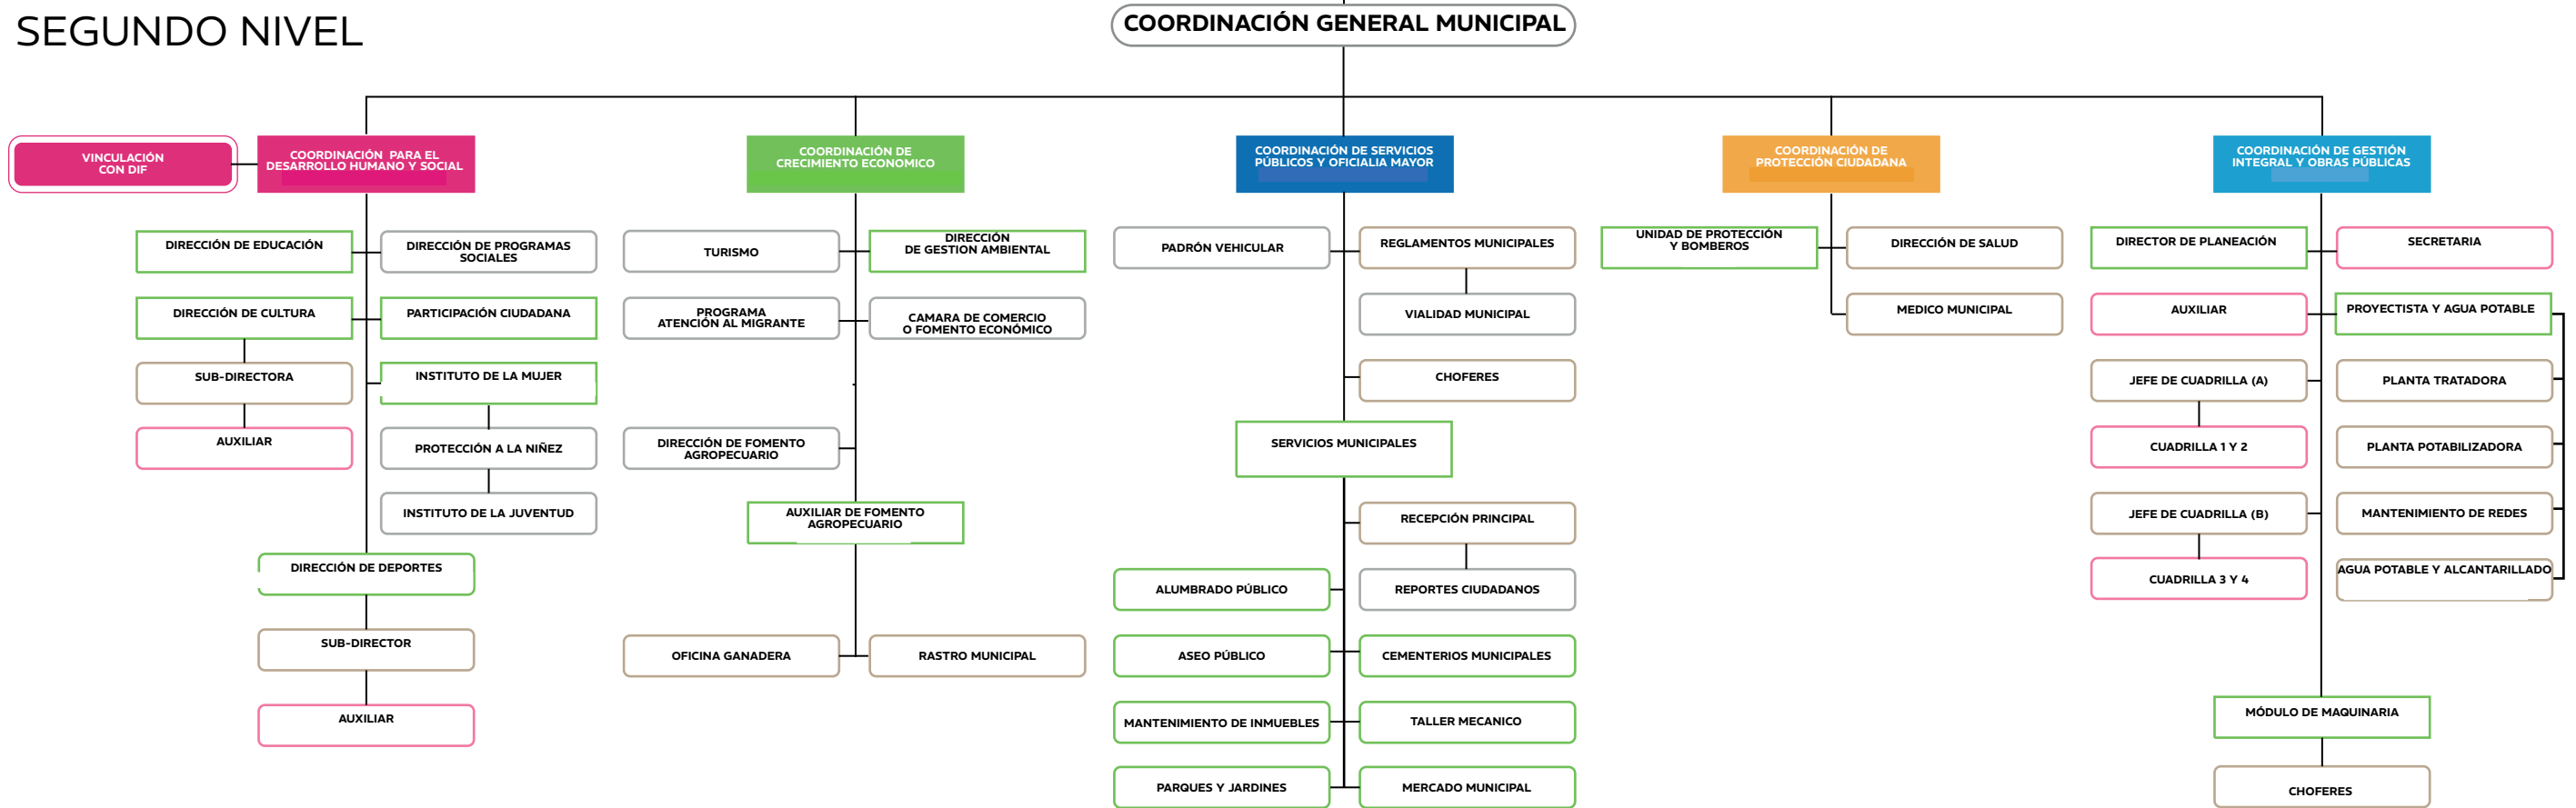 SEGUNDO NIVEL
COORDINACIÓN GENERAL MUNICIPAL
VINCULACIÓN
CON DIF
COORDINACIÓN PARA EL
DESARROLLO HUMANO Y SOCIAL
DIRECCIÓN DE EDUCACIÓN
DIRECCIÓN DE PROGRAMAS
SOCIALES
DIRECCIÓN DE CULTURA
PARTICIPACIÓN CIUDADANA
SUB-DIRECTORA
INSTITUTO DE LA MUJER
AUXILIAR
PROTECCIÓN A LA NIÑEZ
INSTITUTO DE LA JUVENTUD
DIRECCIÓN DE DEPORTES
SUB-DIRECTOR
AUXILIAR
COORDINACIÓN DE
CRECIMIENTO ECONOMICO
TURISMO
DIRECCIÓN
DE GESTION AMBIENTAL
PROGRAMA
ATENCIÓN AL MIGRANTE
CAMARA DE COMERCIO
O FOMENTO ECONÓMICO
DIRECCIÓN DE FOMENTO
AGROPECUARIO
AUXILIAR DE FOMENTO
AGROPECUARIO
OFICINA GANADERA
RASTRO MUNICIPAL
COORDINACIÓN DE SERVICIOS
PÚBLICOS Y OFICIALIA MAYOR
PADRÓN VEHICULAR
REGLAMENTOS MUNICIPALES
VIALIDAD MUNICIPAL
CHOFERES
SERVICIOS MUNICIPALES
RECEPCIÓN PRINCIPAL
ALUMBRADO PÚBLICO
REPORTES CIUDADANOS
ASEO PÚBLICO
CEMENTERIOS MUNICIPALES
MANTENIMIENTO DE INMUEBLES
TALLER MECANICO
PARQUES Y JARDINES
MERCADO MUNICIPAL
COORDINACIÓN DE
PROTECCIÓN CIUDADANA
UNIDAD DE PROTECCIÓN
Y BOMBEROS
DIRECCIÓN DE SALUD
MEDICO MUNICIPAL
COORDINACIÓN DE GESTIÓN
INTEGRAL Y OBRAS PÚBLICAS
DIRECTOR DE PLANEACIÓN
SECRETARIA
AUXILIAR
PROYECTISTA Y AGUA POTABLE
JEFE DE CUADRILLA (A)
PLANTA TRATADORA
CUADRILLA 1 Y 2
PLANTA POTABILIZADORA
JEFE DE CUADRILLA (B)
MANTENIMIENTO DE REDES
CUADRILLA 3 Y 4
AGUA POTABLE Y ALCANTARILLADO
MÓDULO DE MAQUINARIA
CHOFERES